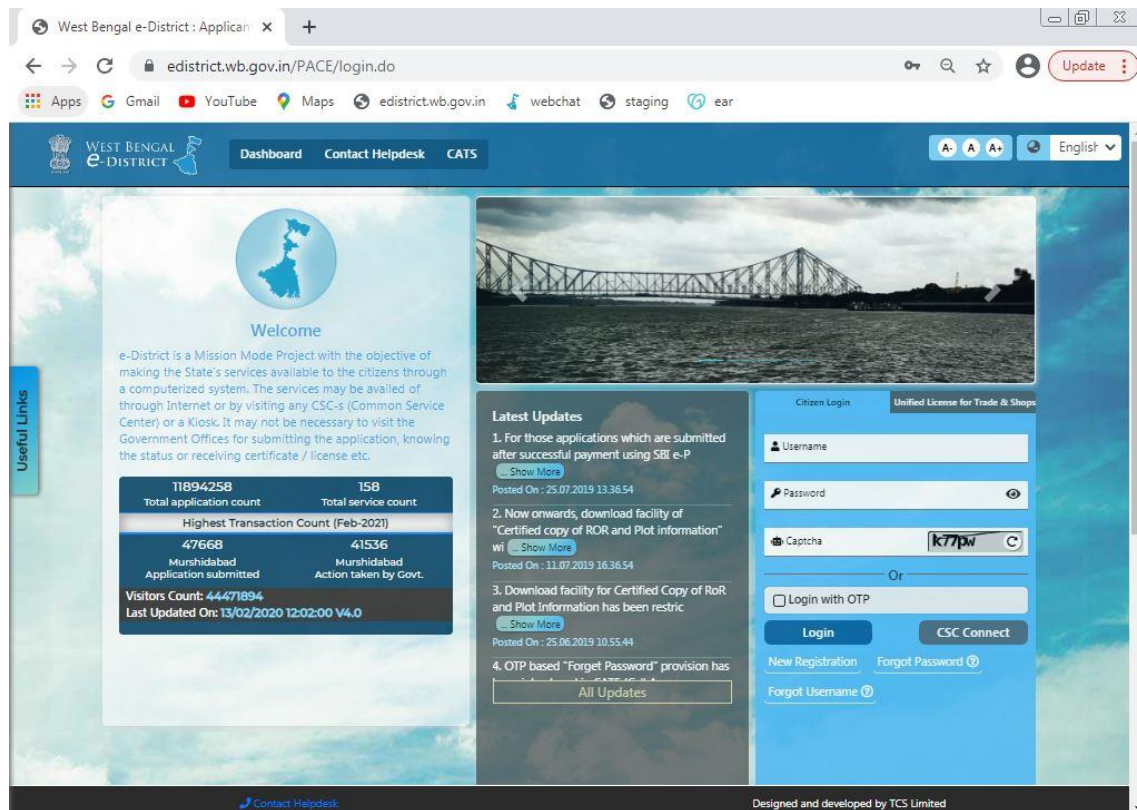 West Bengal e-District : Applican
edistrict.wb.gov.in/PACE/login.do
Update
Apps
Gmail
YouTube
Maps
edistrict.wb.gov.in
webchat
staging
ear
WEST BENGAL
e-DISTRICT
Dashboard
Contact Helpdesk
CATS
A-
A
A+
English
Useful Links
Welcome
e-District is a Mission Mode Project with the objective of
making the State's services available to the citizens through
a computerized system. The services may be availed of
through Internet or by visiting any CSC-s (Common Service
Center) or a Kiosk. It may not be necessary to visit the
Government Offices for submitting the application, knowing
the status or receiving certificate / license etc.
11894258
Total application count
158
Total service count
Highest Transaction Count (Feb-2021)
47668
Murshidabad
Application submitted
41536
Murshidabad
Action taken by Govt.
Visitors Count: 44471894
Last Updated On: 13/02/2020 12:02:00 V4.0
Latest Updates
1. For those applications which are submitted
after successful payment using SBI e-P
... Show More
Posted On : 25.07.2019 13.36.54
2. Now onwards, download facility of
"Certified copy of ROR and Plot information"
wi ... Show More
Posted On : 11.07.2019 16.36.54
3. Download facility for Certified Copy of RoR
and Plot Information has been restric
... Show More
Posted On : 25.06.2019 10.55.44
4. OTP based "Forget Password" provision has
All Updates
Citizen Login
Unified License for Trade & Shops
Username
Password
Captcha
k77pw
Or
Login with OTP
Login
CSC Connect
New Registration
Forgot Password
Forgot Username
Contact Helpdesk
Designed and developed by TCS Limited